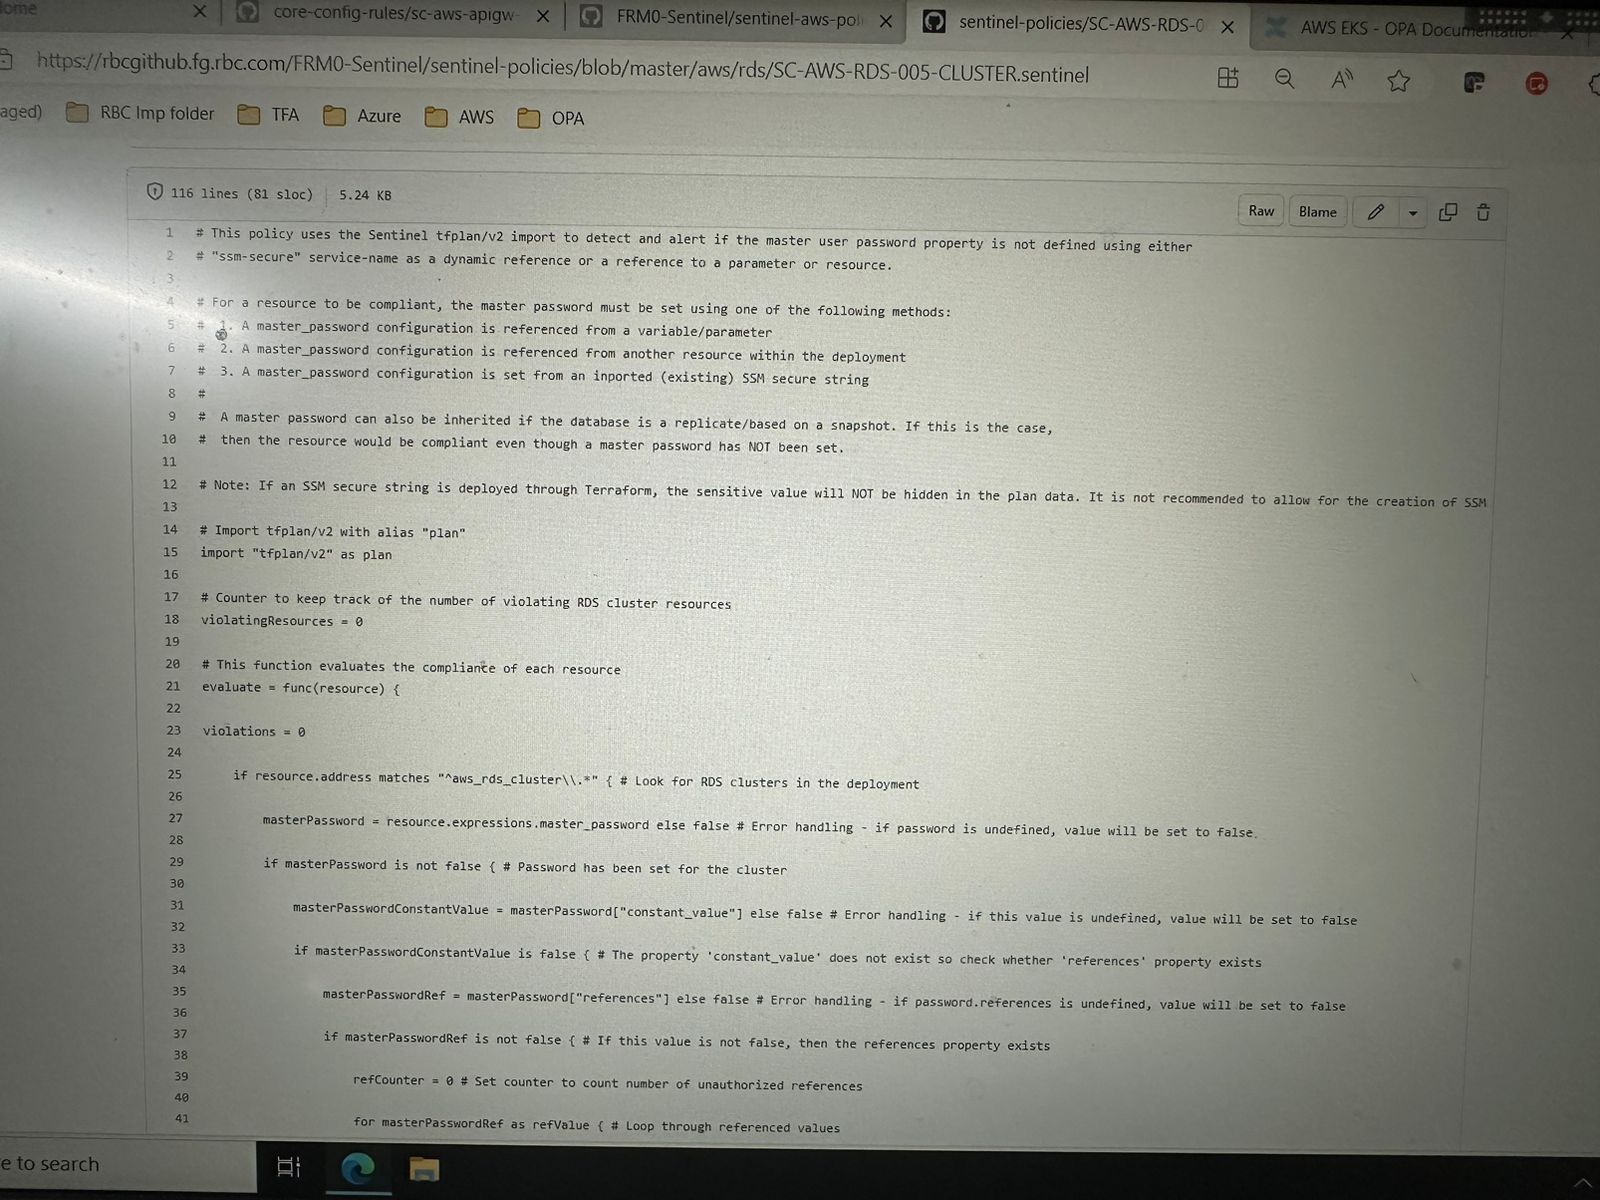 ome
core-config-rules/sc-aws-apigw-
FRM0-Sentinel/sentinel-aws-poli
sentinel-policies/SC-AWS-RDS-0
AWS EKS - OPA Documentation
https://rbcgithub.fg.rbc.com/FRM0-Sentinel/sentinel-policies/blob/master/aws/rds/SC-AWS-RDS-005-CLUSTER.sentinel
aged)
RBC Imp folder
TFA
Azure
AWS
OPA
116 lines (81 sloc) 5.24 KB
Raw
Blame
1 # This policy uses the Sentinel tfplan/v2 import to detect and alert if the master user password property is not defined using either
2 # "ssm-secure" service-name as a dynamic reference or a reference to a parameter or resource.
3
4 # For a resource to be compliant, the master password must be set using one of the following methods:
5 # 1. A master_password configuration is referenced from a variable/parameter
6 # 2. A master_password configuration is referenced from another resource within the deployment
7 # 3. A master_password configuration is set from an inported (existing) SSM secure string
8 #
9 # A master password can also be inherited if the database is a replicate/based on a snapshot. If this is the case,
10 # then the resource would be compliant even though a master password has NOT been set.
11
12 # Note: If an SSM secure string is deployed through Terraform, the sensitive value will NOT be hidden in the plan data. It is not recommended to allow for the creation of SSM
13
14 # Import tfplan/v2 with alias "plan"
15 import "tfplan/v2" as plan
16
17 # Counter to keep track of the number of violating RDS cluster resources
18 violatingResources = 0
19
20 # This function evaluates the compliance of each resource
21 evaluate = func(resource) {
22
23 violations = 0
24
25 if resource.address matches "^aws_rds_cluster\\.*" { # Look for RDS clusters in the deployment
26
27 masterPassword = resource.expressions.master_password else false # Error handling - if password is undefined, value will be set to false.
28
29 if masterPassword is not false { # Password has been set for the cluster
30
31 masterPasswordConstantValue = masterPassword["constant_value"] else false # Error handling - if this value is undefined, value will be set to false
32
33 if masterPasswordConstantValue is false { # The property 'constant_value' does not exist so check whether 'references' property exists
34
35 masterPasswordRef = masterPassword["references"] else false # Error handling - if password.references is undefined, value will be set to false
36
37 if masterPasswordRef is not false { # If this value is not false, then the references property exists
38
39 refCounter = 0 # Set counter to count number of unauthorized references
40
41 for masterPasswordRef as refValue { # Loop through referenced values
e to search